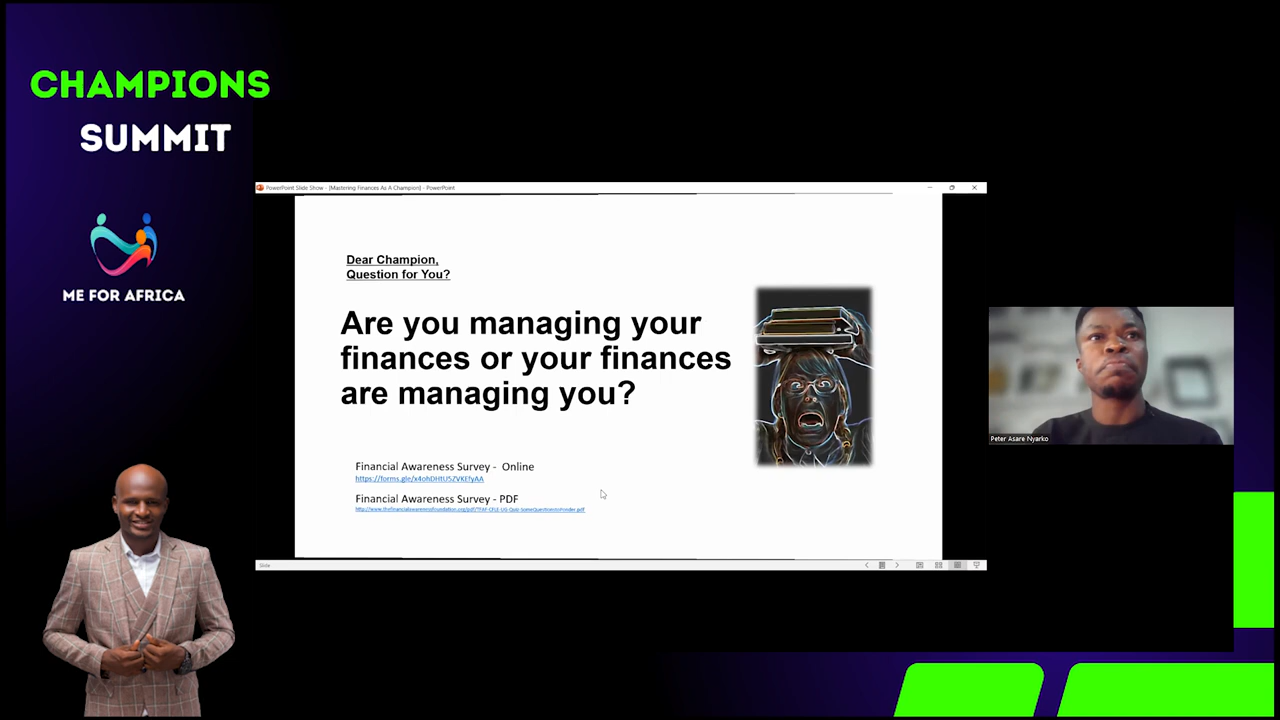 CHAMPIONS
SUMMIT
ME FOR AFRICA
PowerPoint Slide Show - [Mastering Finances As A Champion] - PowerPoint
Dear Champion,
Question for You?
Are you managing your
finances or your finances
are managing you?
Financial Awareness Survey - Online
Financial Awareness Survey - PDF
Slide
Peter Asare Nyarko